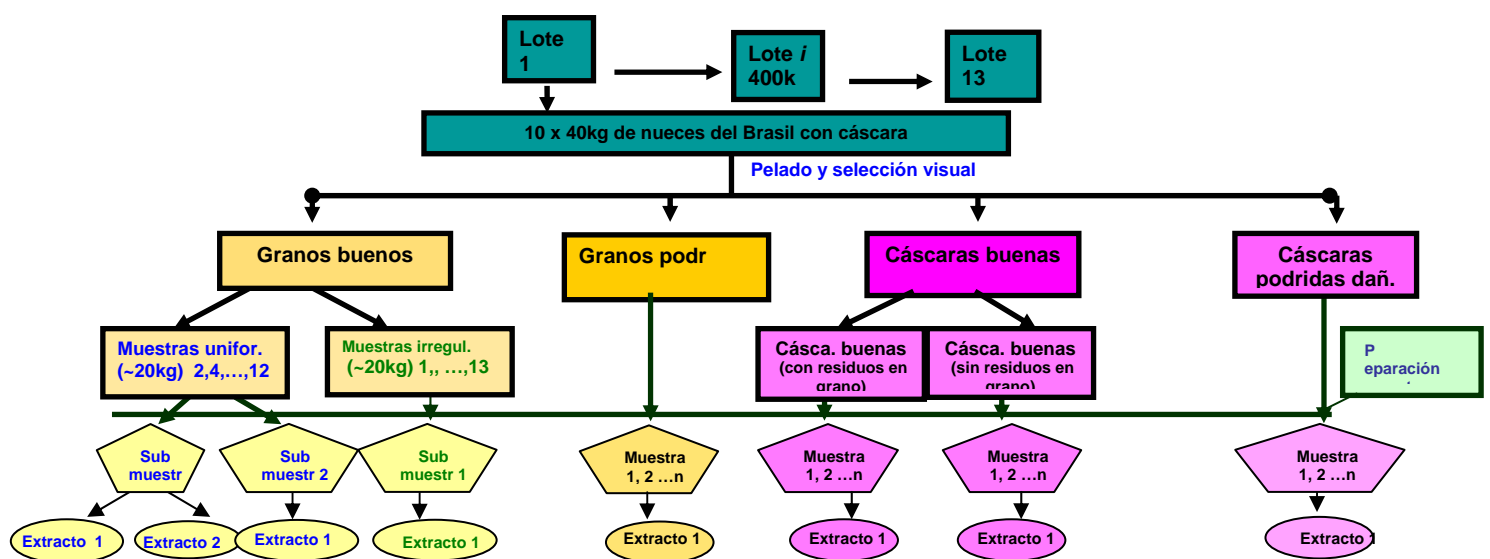 Lote
1
Lote i
400k
Lote
13
10 x 40kg de nueces del Brasil con cáscara
Pelado y selección visual
Granos buenos
Granos podr
Cáscaras buenas
Cáscaras
podridas dañ.
Muestras unifor.
(~20kg) 2,4,…,12
Muestras irregul.
(~20kg) 1,, …,13
Cásca. buenas
(con residuos en
grano)
Cásca. buenas
(sin residuos en
grano)
P
eparación
Sub
muestr
Sub
muestr 2
Sub
muestr 1
Muestra
1, 2 …n
Muestra
1, 2 …n
Muestra
1, 2 …n
Muestra
1, 2 …n
Extracto 1
Extracto 2
Extracto 1
Extracto 1
Extracto 1
Extracto 1
Extracto 1
Extracto 1